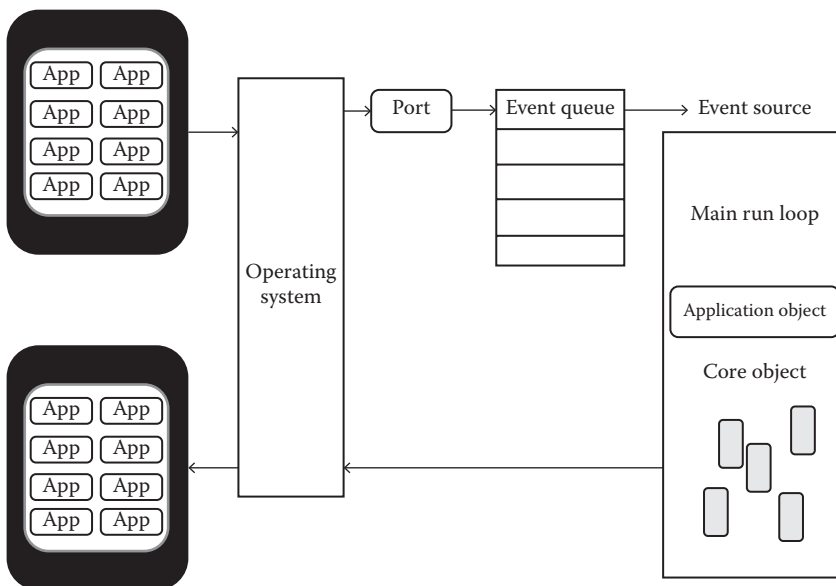 App App
App App
App App
App App
Operating
system
Port
Event queue
Event source
Main run loop
Application object
Core object
App App
App App
App App
App App